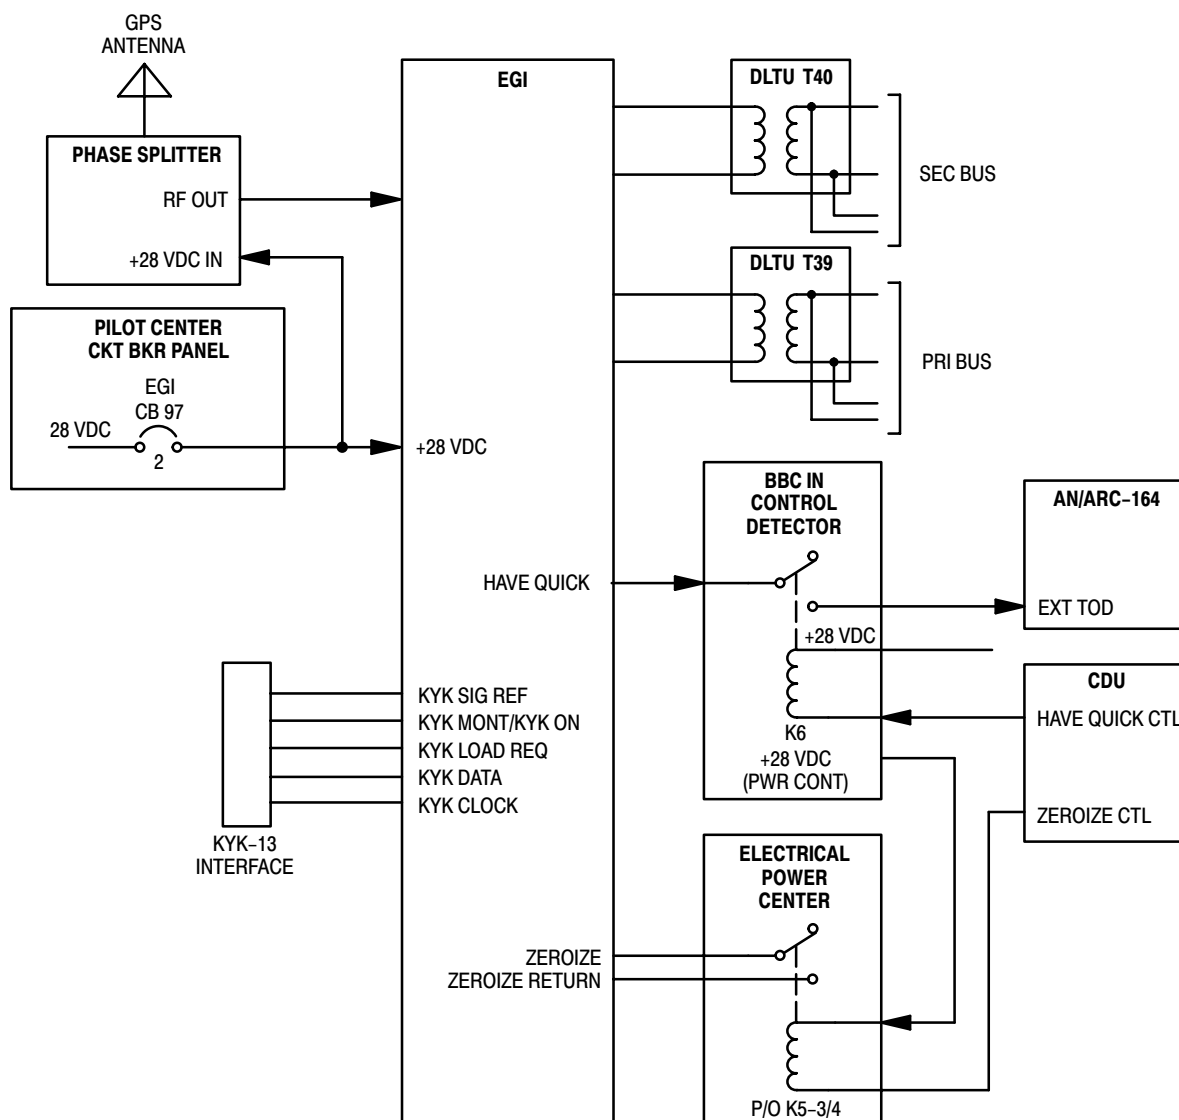 GPS
ANTENNA
PHASE SPLITTER
RF OUT
+28 VDC IN
PILOT CENTER
CKT BKR PANEL
EGI
CB 97
28 VDC
2
EGI
+28 VDC
HAVE QUICK
KYK SIG REF
KYK MONT/KYK ON
KYK LOAD REQ
KYK DATA
KYK CLOCK
KYK–13
INTERFACE
ZEROIZE
ZEROIZE RETURN
DLTU T40
SEC BUS
DLTU T39
PRI BUS
BBC IN
CONTROL
DETECTOR
+28 VDC
K6
+28 VDC
(PWR CONT)
AN/ARC–164
EXT TOD
CDU
HAVE QUICK CTL
ZEROIZE CTL
ELECTRICAL
POWER
CENTER
P/O K5–3/4